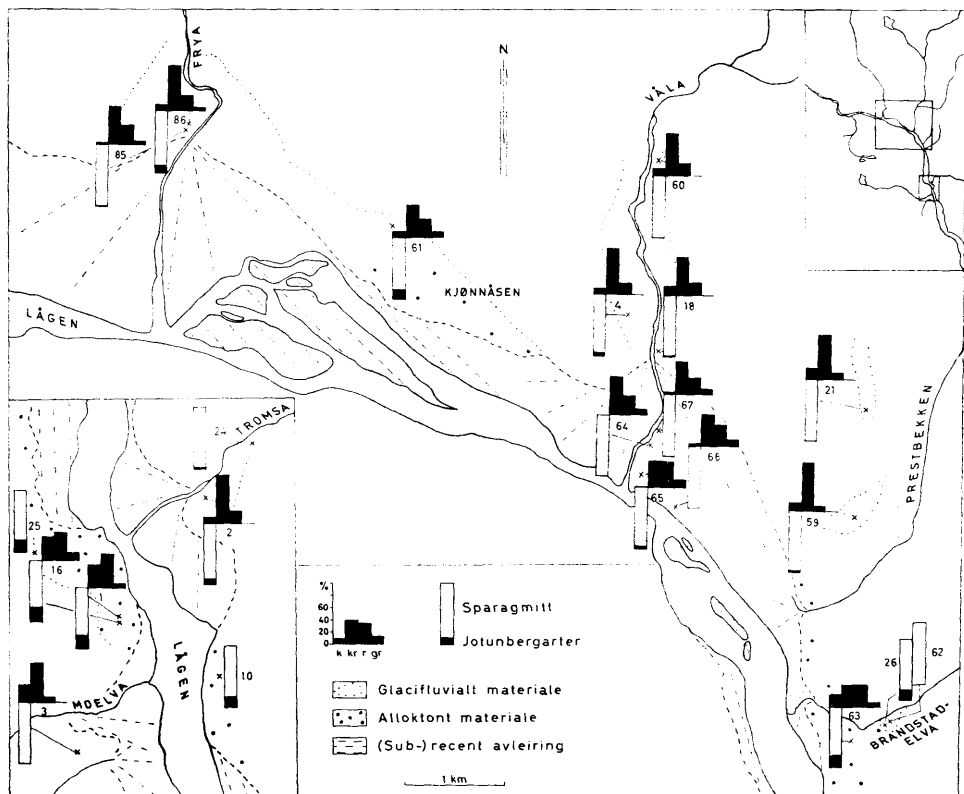 FRYA
N
VÅLA
86
85
60
61
KJØNNÅSEN
4
18
LÅGEN
21
PRESTBEKKEN
67
64
66
TROMSA
24
65
59
25
2
16
%
60
40
20
0
k kr r gr
Sparagmitt
Jotunbergarter
LÅGEN
10
26
62
MOELVA
3
Glacifluvialt materiale
Alloktont materiale
(Sub-) recent avleiring
63
BRANDSTAD-
ELVA
1 km